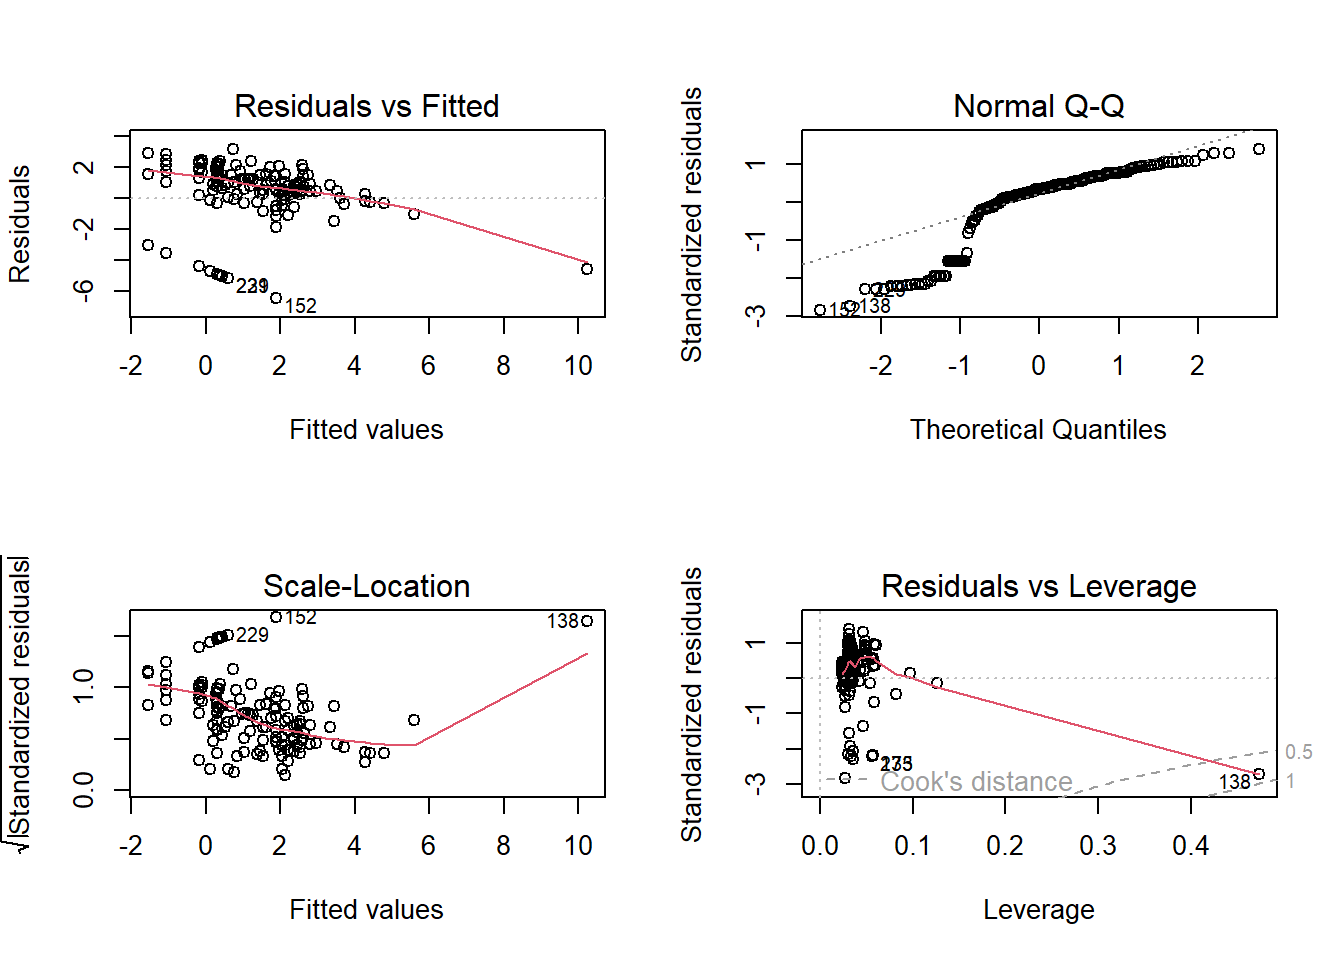 Residuals vs Fitted
Residuals
2
-2
-6
152
-2 0 2 4 6 8 10
Fitted values
Normal Q-Q
Standardized residuals
1
-1
-3
152
138
-2 -1 0 1 2
Theoretical Quantiles
Scale-Location
√|Standardized residuals|
1.0
0.0
229
152
138
-2 0 2 4 6 8 10
Fitted values
Residuals vs Leverage
Standardized residuals
1
-1
-3
138
Cook's distance
0.5
1
0.0 0.1 0.2 0.3 0.4
Leverage